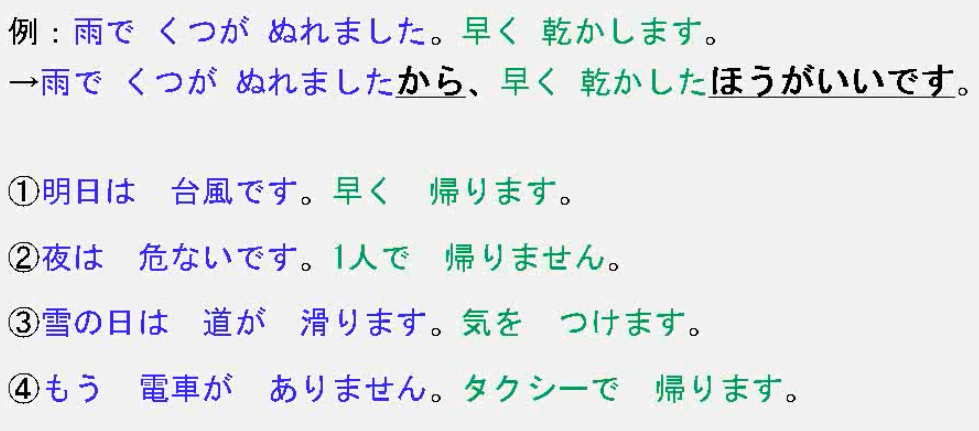 例：雨で くつが ぬれました。早く 乾かします。
→雨で くつが ぬれましたから、早く 乾かしたほうがいいです。
①明日は　台風です。早く　帰ります。
②夜は　危ないです。1人で　帰りません。
③雪の日は　道が　滑ります。気を　つけます。
④もう　電車が　ありません。タクシーで　帰ります。